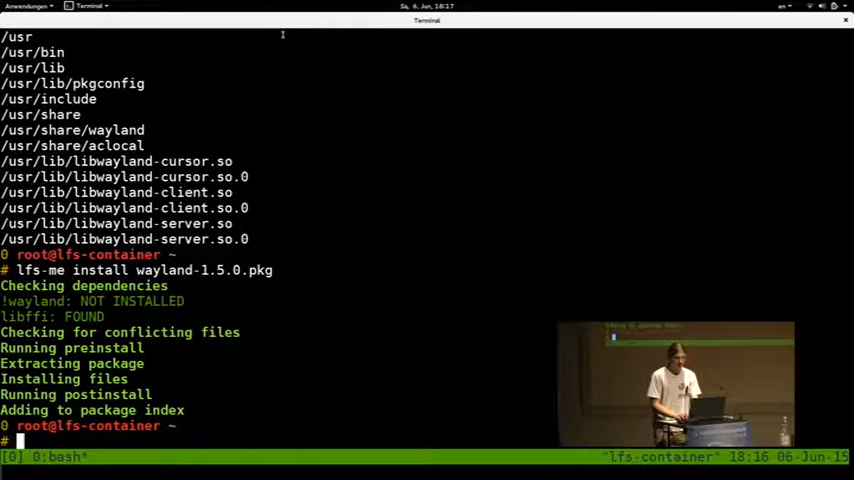 Anwendungen Terminal Sa, 6. Jun, 18:17 en
Terminal
/usr
/usr/bin
/usr/lib
/usr/lib/pkgconfig
/usr/include
/usr/share
/usr/share/wayland
/usr/share/aclocal
/usr/lib/libwayland-cursor.so
/usr/lib/libwayland-cursor.so.0
/usr/lib/libwayland-client.so
/usr/lib/libwayland-client.so.0
/usr/lib/libwayland-server.so
/usr/lib/libwayland-server.so.0
0 root@lfs-container ~
# lfs-me install wayland-1.5.0.pkg
Checking dependencies
!wayland: NOT INSTALLED
libffi: FOUND
Checking for conflicting files
Running preinstall
Extracting package
Installing files
Running postinstall
Adding to package index
0 root@lfs-container ~
#
[0] 0:bash* "lfs-container" 18:16 06-Jun-15